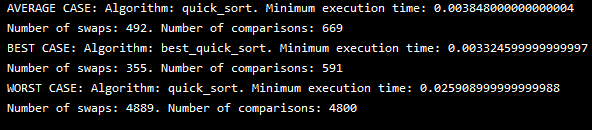 AVERAGE CASE: Algorithm: quick_sort. Minimum execution time: 0.003848000000000004
Number of swaps: 492. Number of comparisons: 669
BEST CASE: Algorithm: best_quick_sort. Minimum execution time: 0.003324599999999997
Number of swaps: 355. Number of comparisons: 591
WORST CASE: Algorithm: quick_sort. Minimum execution time: 0.025908999999999988
Number of swaps: 4889. Number of comparisons: 4800